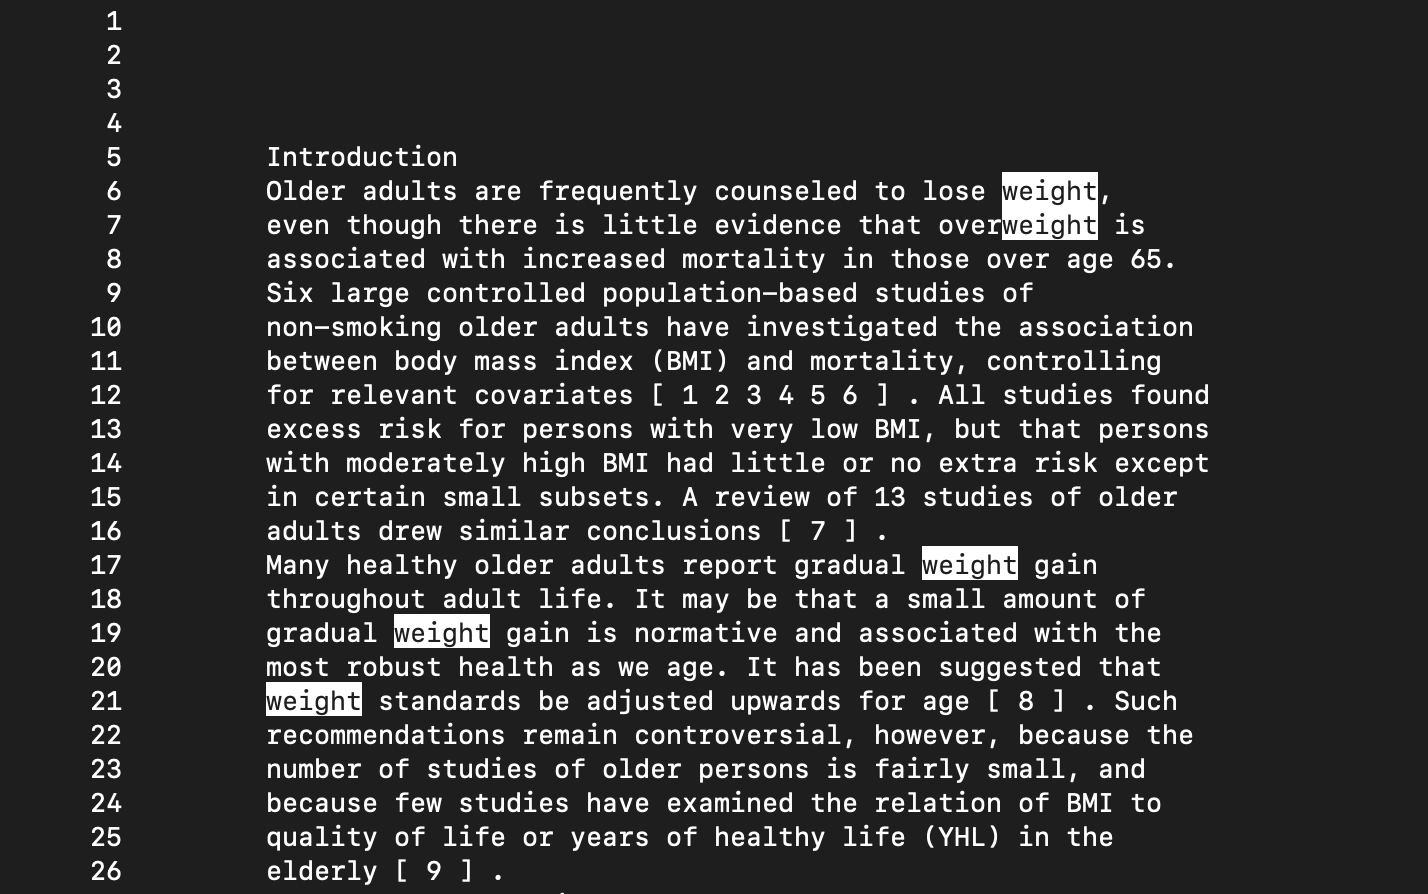 1
2
3
4
5 Introduction
6 Older adults are frequently counseled to lose weight,
7 even though there is little evidence that overweight is
8 associated with increased mortality in those over age 65.
9 Six large controlled population-based studies of
10 non-smoking older adults have investigated the association
11 between body mass index (BMI) and mortality, controlling
12 for relevant covariates [ 1 2 3 4 5 6 ] . All studies found
13 excess risk for persons with very low BMI, but that persons
14 with moderately high BMI had little or no extra risk except
15 in certain small subsets. A review of 13 studies of older
16 adults drew similar conclusions [ 7 ] .
17 Many healthy older adults report gradual weight gain
18 throughout adult life. It may be that a small amount of
19 gradual weight gain is normative and associated with the
20 most robust health as we age. It has been suggested that
21 weight standards be adjusted upwards for age [ 8 ] . Such
22 recommendations remain controversial, however, because the
23 number of studies of older persons is fairly small, and
24 because few studies have examined the relation of BMI to
25 quality of life or years of healthy life (YHL) in the
26 elderly [ 9 ] .